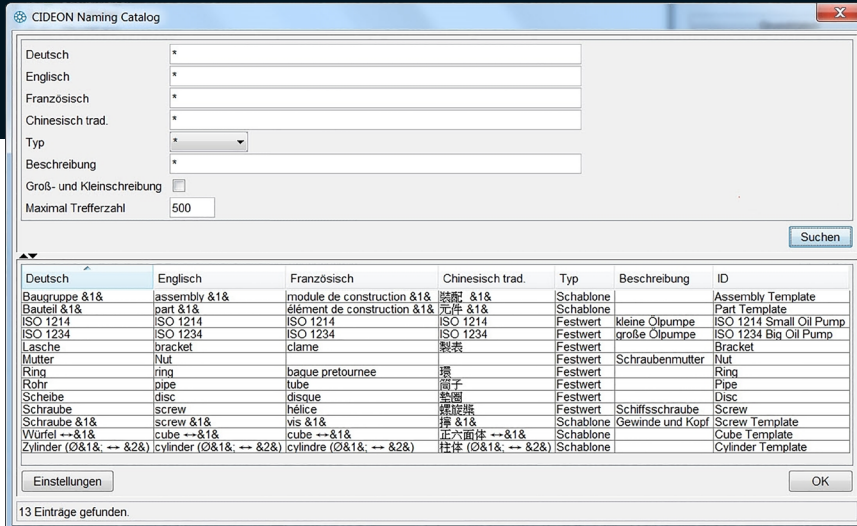 CIDEON Naming Catalog
Deutsch *
Englisch *
Französisch *
Chinesisch trad. *
Typ *
Beschreibung *
Groß- und Kleinschreibung
Maximal Trefferzahl 500
Suchen
Deutsch Englisch Französisch Chinesisch trad. Typ Beschreibung ID
Baugruppe &1& assembly &1& module de construction &1& 裝配 &1& Schablone Assembly Template
Bauteil &1& part &1& élément de construction &1& 元件 &1& Schablone Part Template
ISO 1214 ISO 1214 ISO 1214 ISO 1214 Festwert kleine Ölpumpe ISO 1214 Small Oil Pump
ISO 1234 ISO 1234 ISO 1234 ISO 1234 Festwert große Ölpumpe ISO 1234 Big Oil Pump
Lasche bracket clame 製表 Festwert Bracket
Mutter Nut Festwert Schraubenmutter Nut
Ring ring bague pretournee 環 Festwert Ring
Rohr pipe tube 筒子 Festwert Pipe
Scheibe disc disque 墊圈 Festwert Disc
Schraube screw hélice 螺旋槳 Festwert Schiffsschraube Screw
Schraube &1& screw &1& vis &1& &1& Schablone Gewinde und Kopf Screw Template
Würfel ↔&1& cube ↔&1& cube ↔&1& 正六面体 ↔&1& Schablone Cube Template
Zylinder (Ø&1&; ↔ &2&) cylinder (Ø&1&; ↔ &2&) cylindre (Ø&1&; ↔ &2&) 柱体 (Ø&1&; ↔ &2&) Schablone Cylinder Template
Einstellungen OK
13 Einträge gefunden.